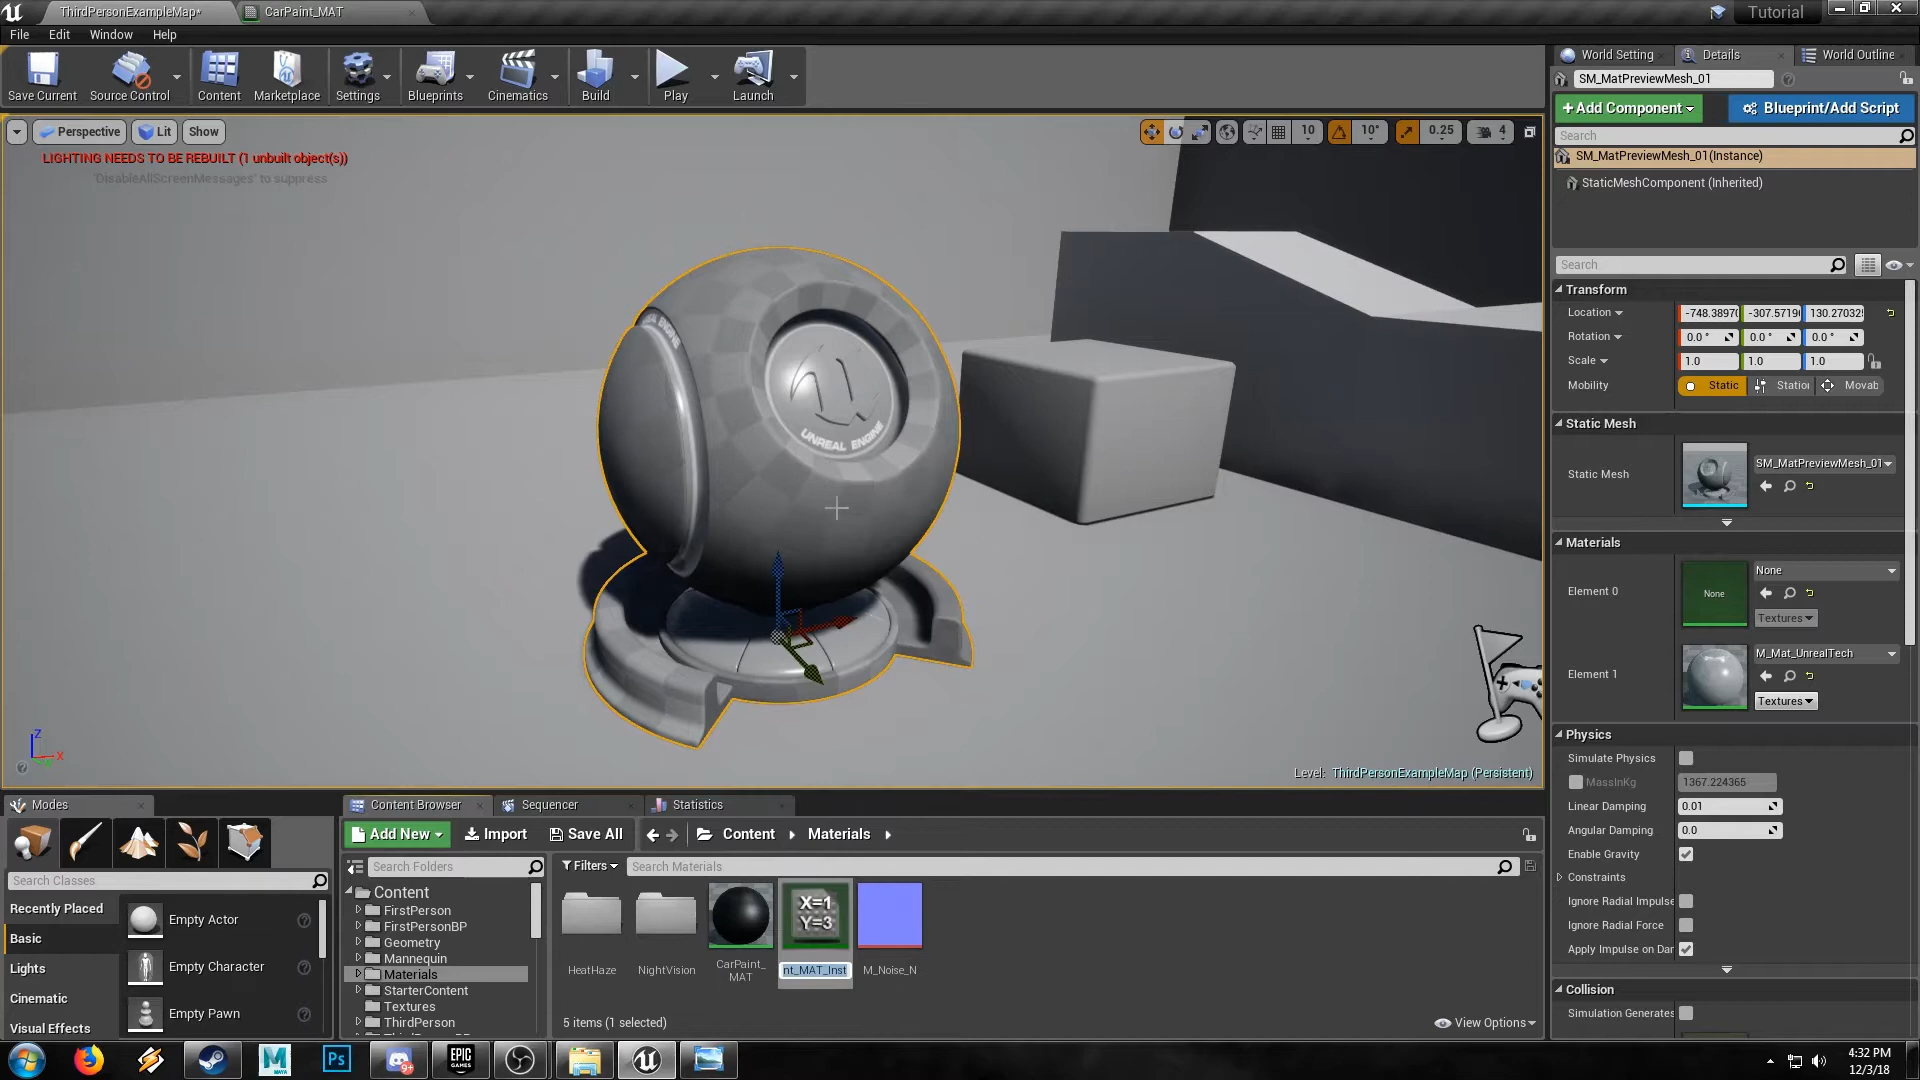 ThirdPersonExampleMap*
CarPaint_MAT
Tutorial
File Edit Window Help
Save Current
Source Control
Content
Marketplace
Settings
Blueprints
Cinematics
Build
Play
Launch
Perspective
Lit
Show
10
10°
0.25
4
LIGHTING NEEDS TO BE REBUILT (1 unbuilt object(s))
'DisableAllScreenMessages' to suppress
UNREAL ENGINE
Level: ThirdPersonExampleMap (Persistent)
World Setting
Details
World Outline
SM_MatPreviewMesh_01
+Add Component
Blueprint/Add Script
Search
SM_MatPreviewMesh_01(Instance)
StaticMeshComponent (Inherited)
Search
Transform
Location -748.3897 -307.5719 130.27032
Rotation 0.0° 0.0° 0.0°
Scale 1.0 1.0 1.0
Mobility Static Station Movab
Static Mesh
Static Mesh SM_MatPreviewMesh_01
Materials
Element 0 None None
Textures
Element 1 M_Mat_UnrealTech
Textures
Physics
Simulate Physics
MassInKg 1367.224365
Linear Damping 0.01
Angular Damping 0.0
Enable Gravity
Constraints
Ignore Radial Impulse
Ignore Radial Force
Apply Impulse on Dar
Collision
Simulation Generates
Modes
Search Classes
Recently Placed
Basic
Lights
Cinematic
Visual Effects
Empty Actor
Empty Character
Empty Pawn
Content Browser
Sequencer
Statistics
Add New
Import
Save All
Content
Materials
Search Folders
Filters
Search Materials
Content
FirstPerson
FirstPersonBP
Geometry
Mannequin
Materials
StarterContent
Textures
ThirdPerson
X=1
Y=3
HeatHaze
NightVision
CarPaint_
MAT
nt_MAT_Inst
M_Noise_N
5 items (1 selected)
View Options
MAYA
Ps
9+
EPIC
GAMES
4:32 PM
12/3/18
X
Z